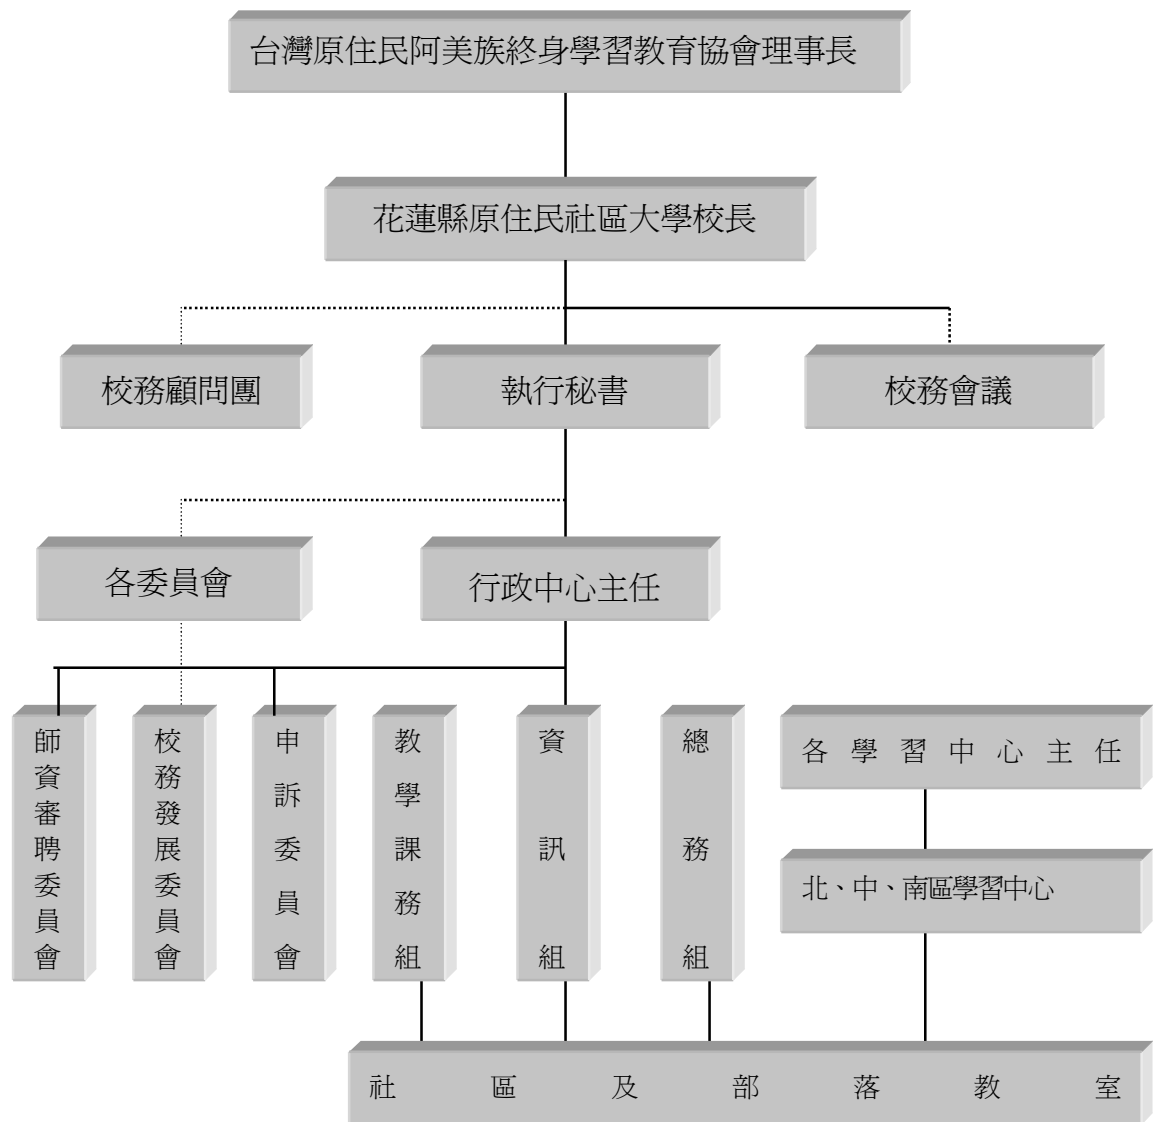 台灣原住民阿美族終身學習教育協會理事長
花蓮縣原住民社區大學校長
校務顧問團
執行秘書
校務會議
各委員會
行政中心主任
師資審聘委員會
校務發展委員會
申訴委員會
教學課務組
資訊組
總務組
各學習中心主任
北、中、南區學習中心
社區及部落教室